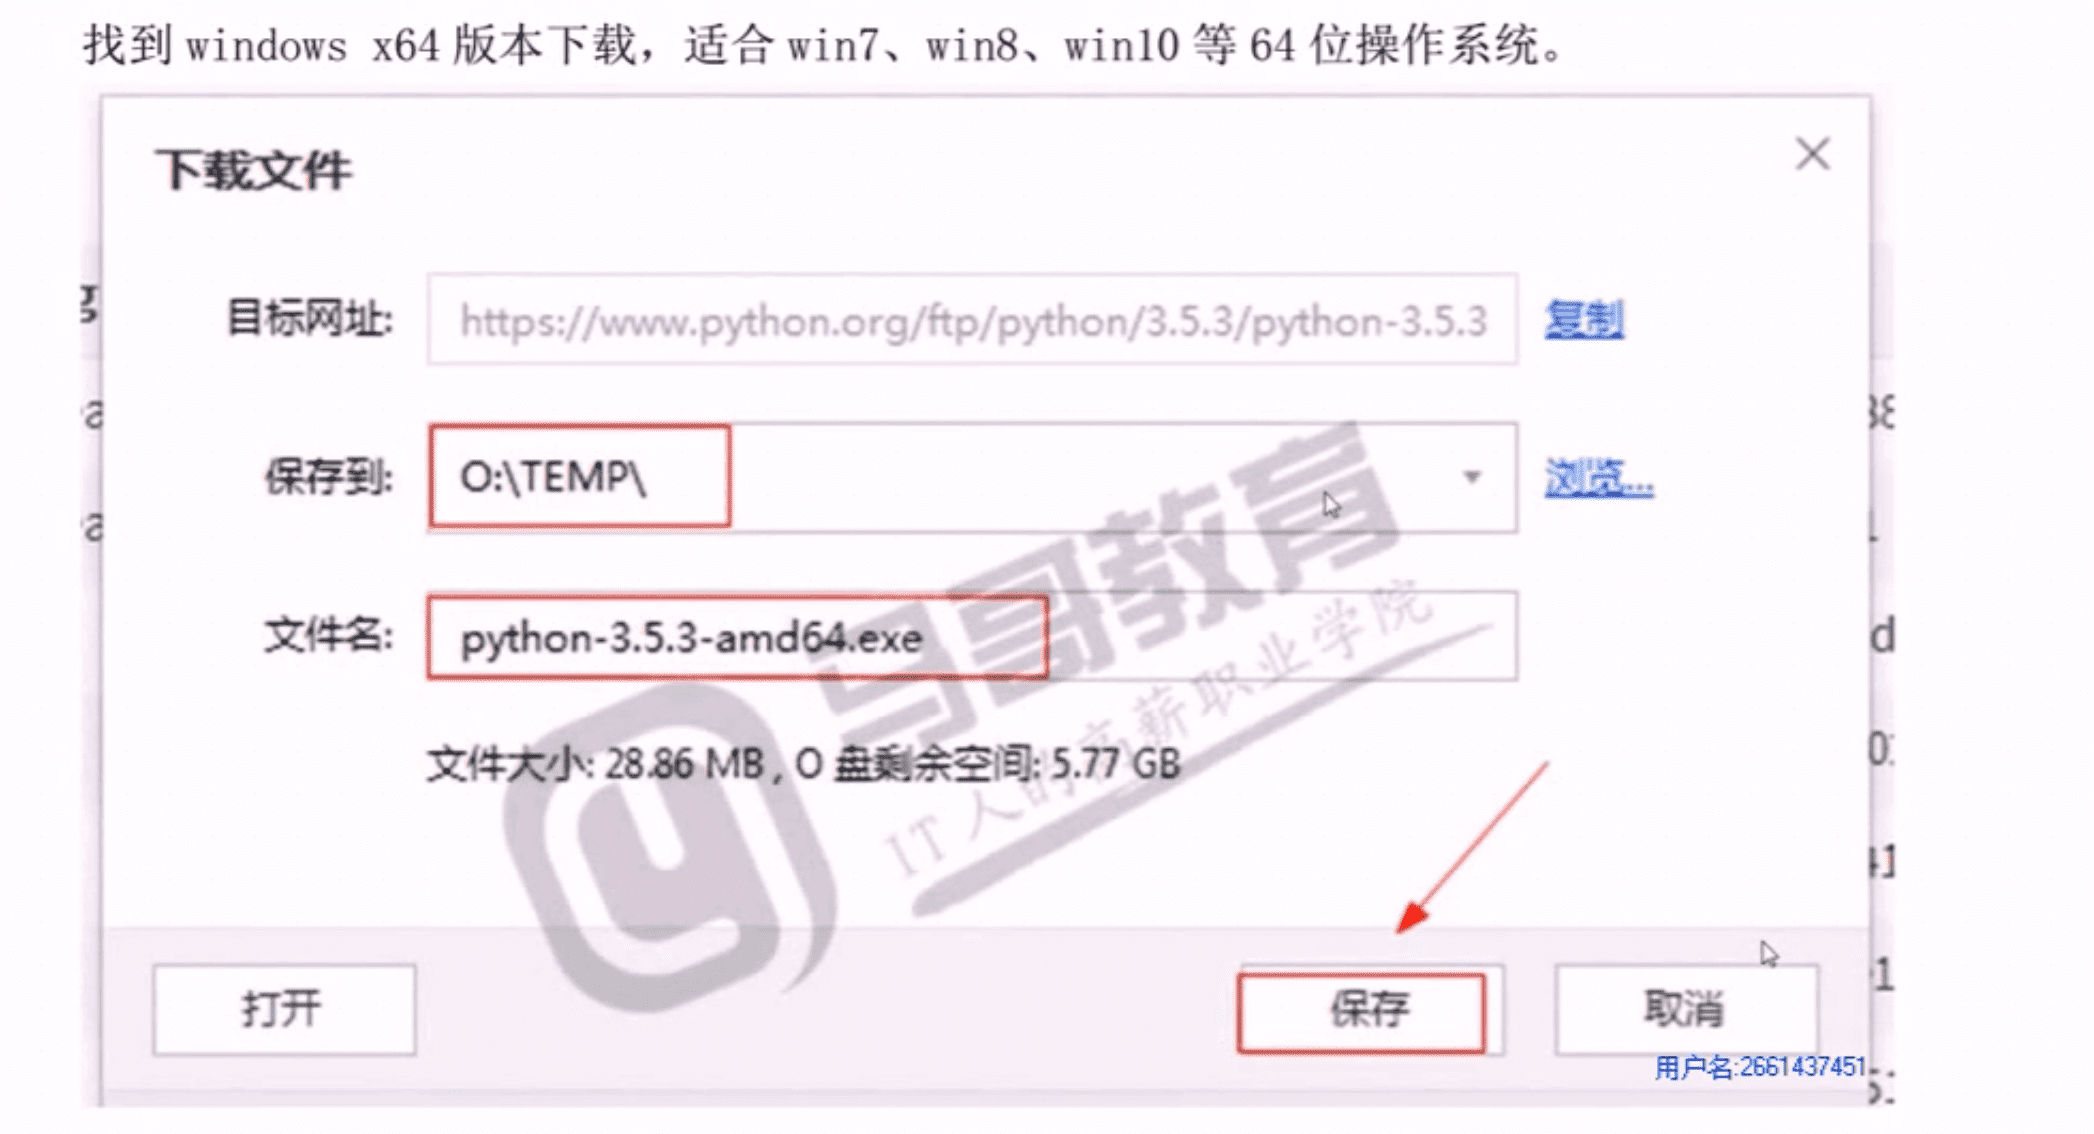 找到 windows x64 版本下载，适合 win7、win8、win10 等 64 位操作系统。
下载文件
目标网址: https://www.python.org/ftp/python/3.5.3/python-3.5.3 复制
保存到: O:\TEMP\ 浏览...
文件名: python-3.5.3-amd64.exe
文件大小: 28.86 MB , O 盘剩余空间: 5.77 GB
马哥教育
IT人的高薪职业学院
打开 保存 取消
用户名:2661437451